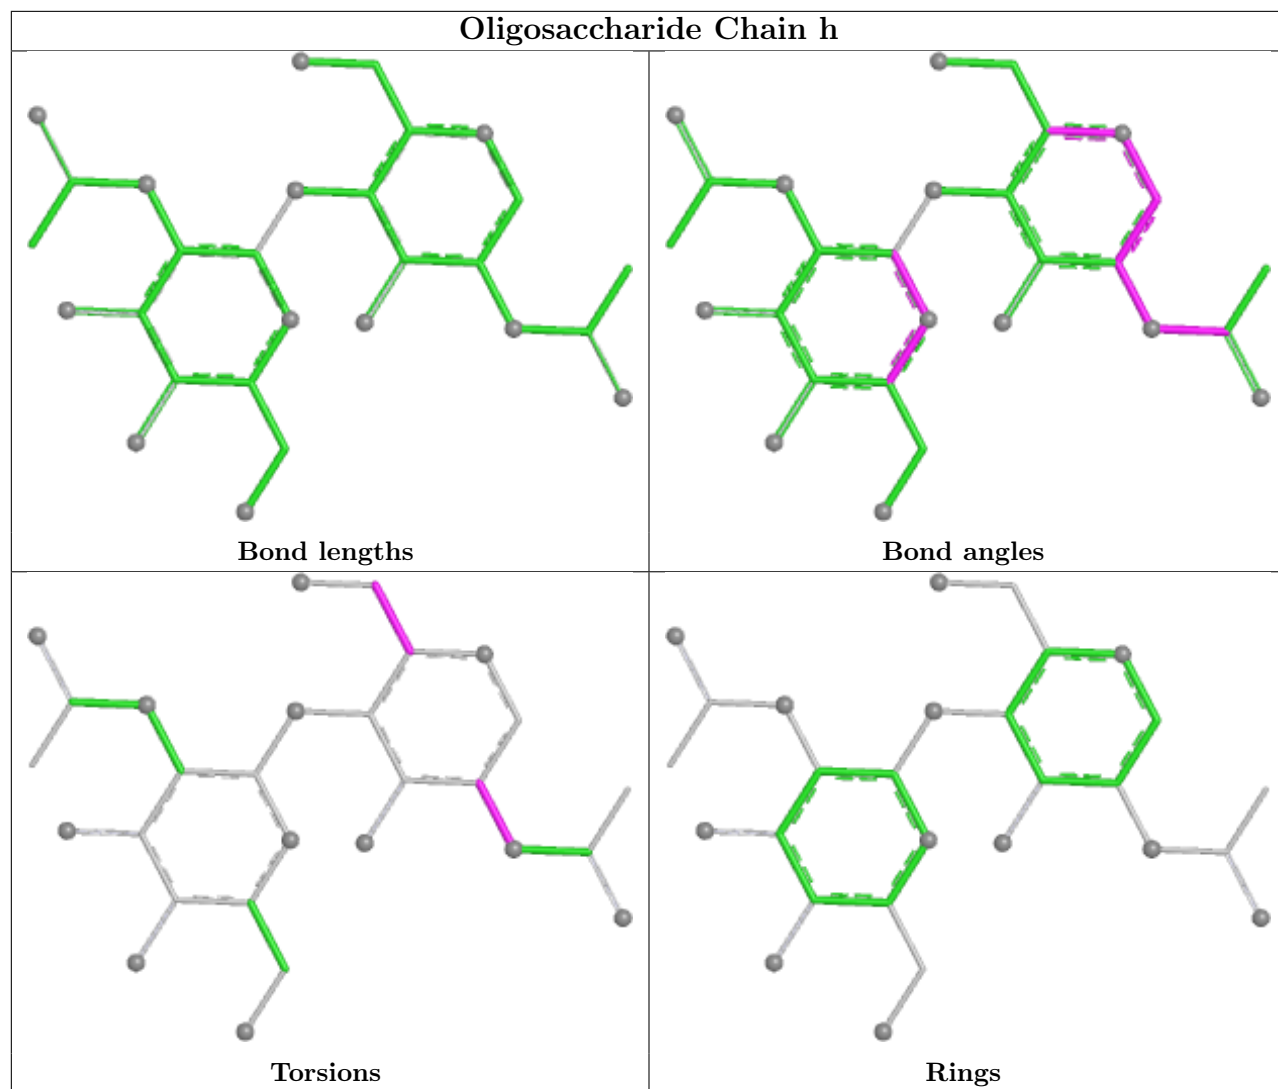 Oligosaccharide Chain h
Bond lengths
Bond angles
Torsions
Rings